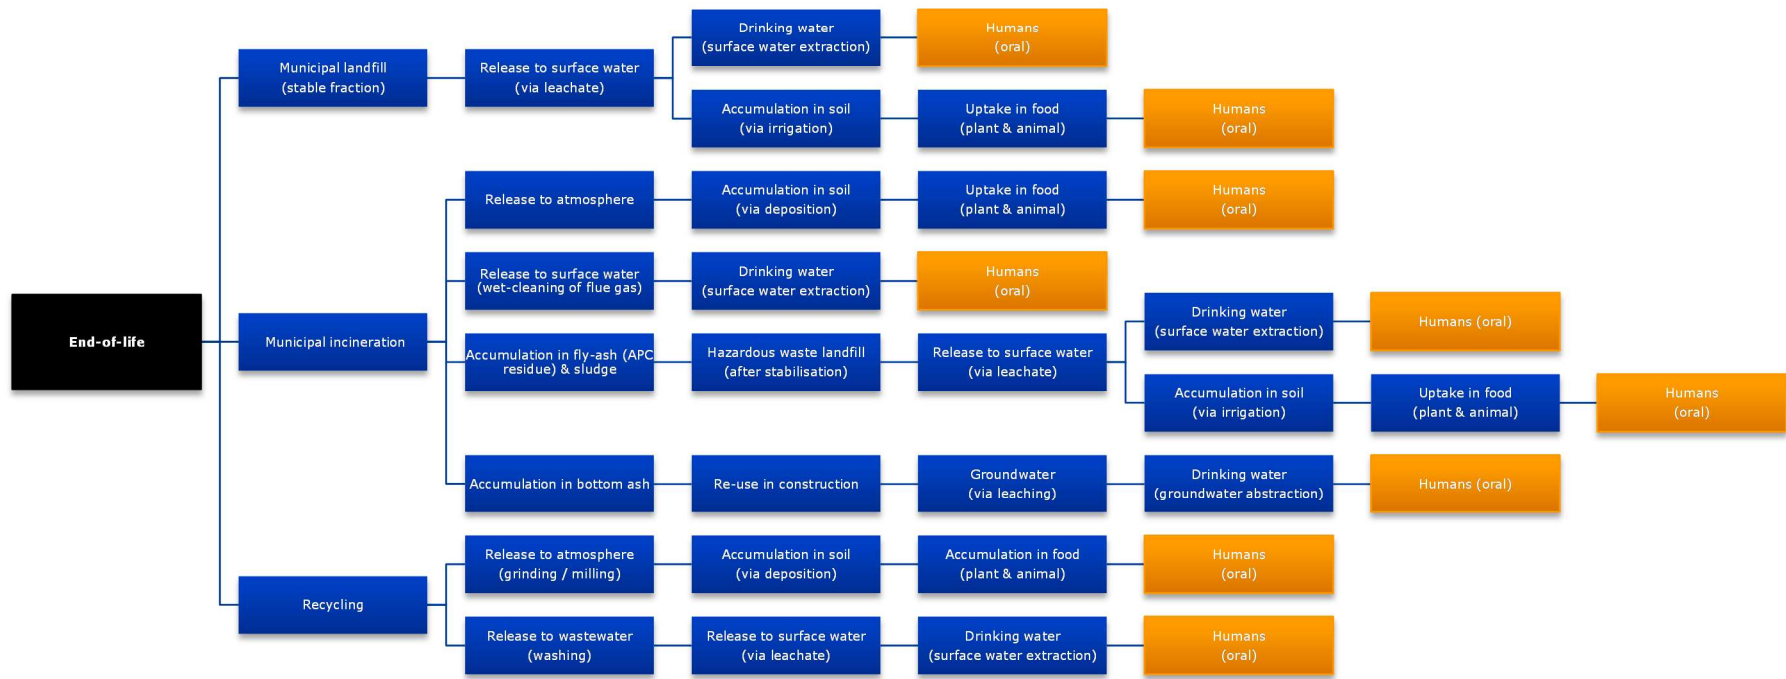 End-of-life
Municipal landfill
(stable fraction)
Release to surface water
(via leachate)
Drinking water
(surface water extraction)
Humans
(oral)
Accumulation in soil
(via irrigation)
Uptake in food
(plant & animal)
Humans
(oral)
Municipal incineration
Release to atmosphere
Accumulation in soil
(via deposition)
Uptake in food
(plant & animal)
Humans
(oral)
Release to surface water
(wet-cleaning of flue gas)
Drinking water
(surface water extraction)
Humans
(oral)
Accumulation in fly-ash (APC
residue) & sludge
Hazardous waste landfill
(after stabilisation)
Release to surface water
(via leachate)
Drinking water
(surface water extraction)
Humans (oral)
Accumulation in soil
(via irrigation)
Uptake in food
(plant & animal)
Humans
(oral)
Accumulation in bottom ash
Re-use in construction
Groundwater
(via leaching)
Drinking water
(groundwater abstraction)
Humans (oral)
Recycling
Release to atmosphere
(grinding / milling)
Accumulation in soil
(via deposition)
Accumulation in food
(plant & animal)
Humans
(oral)
Release to wastewater
(washing)
Release to surface water
(via leachate)
Drinking water
(surface water extraction)
Humans
(oral)